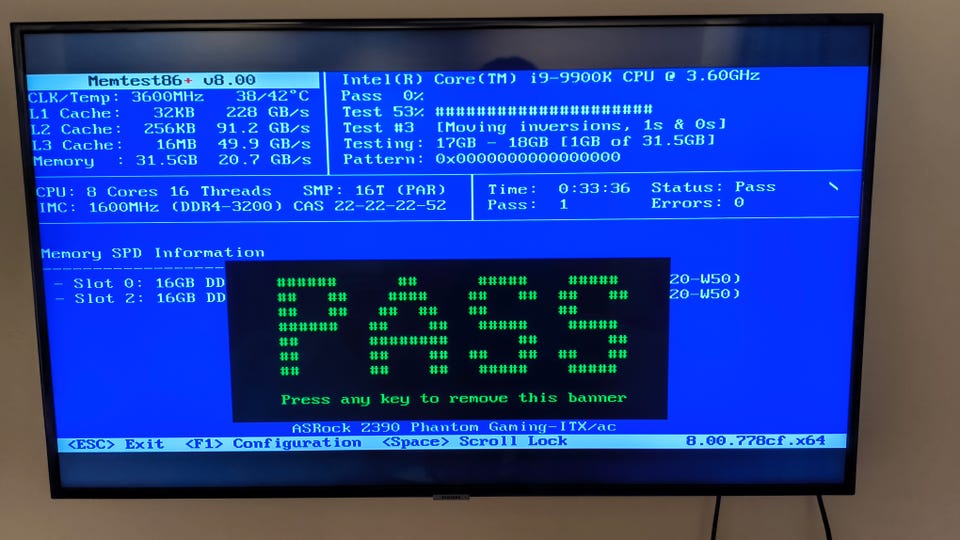 Memtest86+ v8.00
Intel(R) Core(TM) i9-9900K CPU @ 3.60GHz
CLK/Temp: 3600MHz 38/42°C
Pass 0%
L1 Cache: 32KB 228 GB/s
Test 53% #####################
L2 Cache: 256KB 91.2 GB/s
Test #3 [Moving inversions, 1s & 0s]
L3 Cache: 16MB 49.9 GB/s
Testing: 17GB - 18GB [1GB of 31.5GB]
Memory : 31.5GB 20.7 GB/s
Pattern: 0x0000000000000000
CPU: 8 Cores 16 Threads SMP: 16T (PAR)
Time: 0:33:36 Status: Pass \
IMC: 1600MHz (DDR4-3200) CAS 22-22-22-52
Pass: 1 Errors: 0
Memory SPD Information
- Slot 0: 16GB DD 20-W50)
- Slot 2: 16GB DD 20-W50)
PASS
Press any key to remove this banner
ASRock Z390 Phantom Gaming-ITX/ac
<ESC> Exit <F1> Configuration <Space> Scroll Lock 8.00.778cf.x64